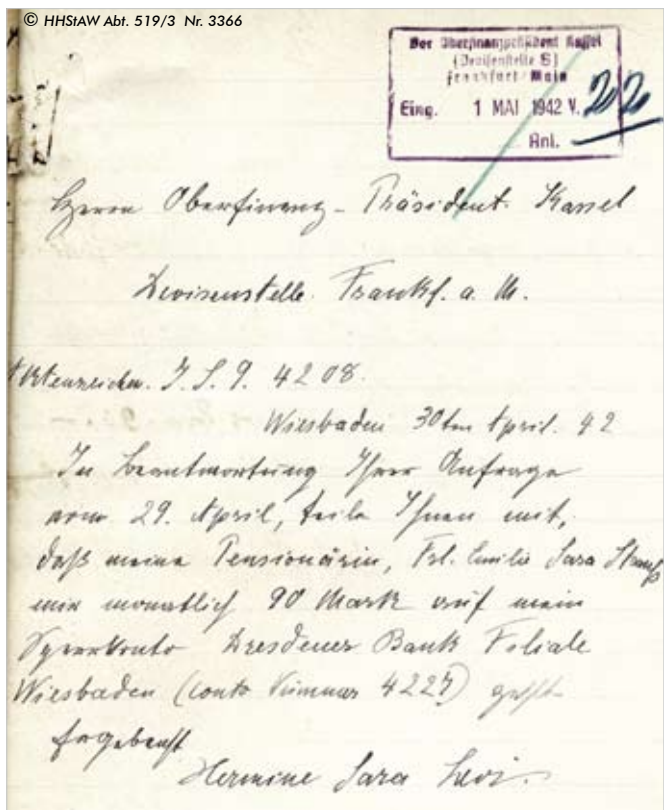 © HHStAW Abt. 519/3 Nr. 3366
Der Oberfinanzpräsident Kassel
(Devisenstelle S)
Frankfurt/Main
Eing. 1 MAI 1942 V.
Anl.
Herrn Oberfinanz-Präsident. Kassel
Devisenstelle. Frankf. a. M.
Aktenzeichen. J. S. 9. 4208.
Wiesbaden 30ten April. 42
In Beantwortung Ihrer Anfrage
vom 29. April, teile Ihnen mit,
daß meine Pensionärin, Frl. Emilie Sara Strauß
mir monatlich 90 Mark auf mein
Sperrkonto Dresdener Bank Filiale
Wiesbaden (conto Nummer 4227)
Ergebenst
Hermine Sara Levi.